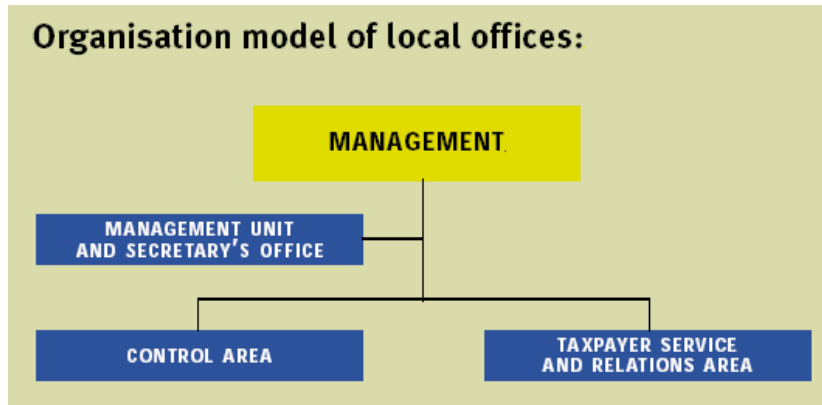 Organisation model of local offices:
MANAGEMENT
MANAGEMENT UNIT
AND SECRETARY'S OFFICE
CONTROL AREA
TAXPAYER SERVICE
AND RELATIONS AREA